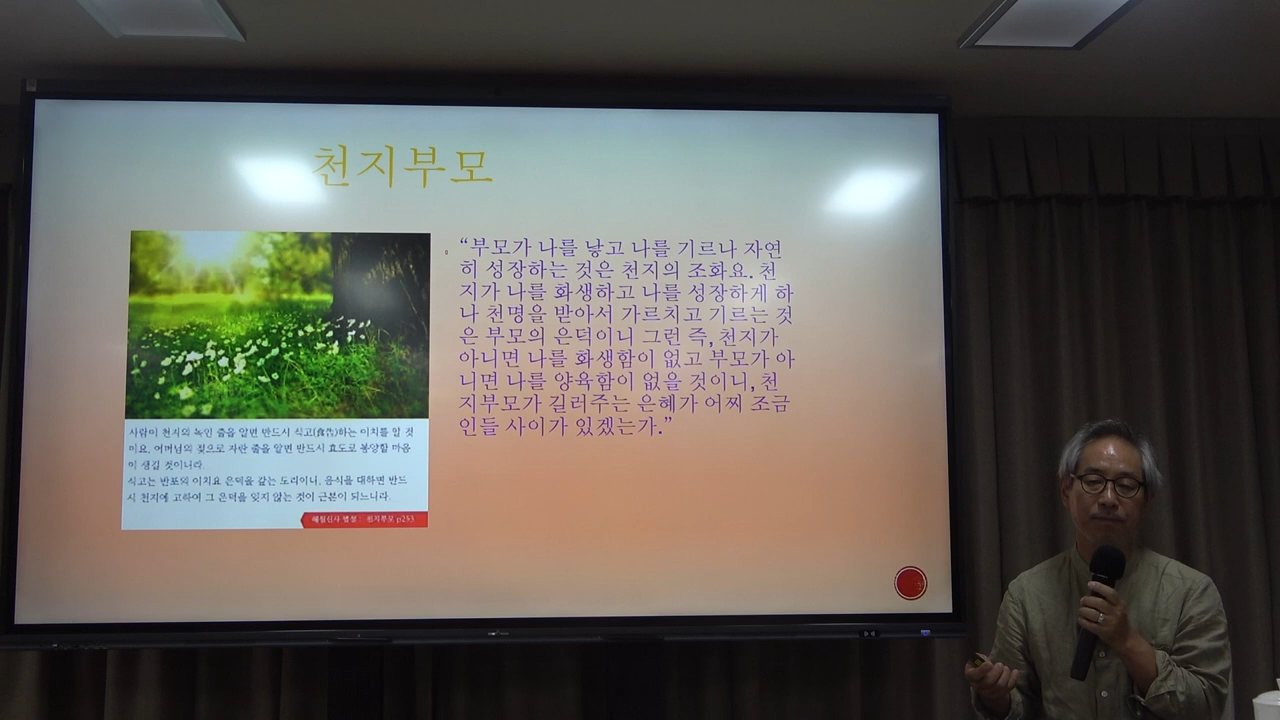 천지부모
“부모가 나를 낳고 나를 기르나 자연
히 성장하는 것은 천지의 조화요. 천
지가 나를 화생하고 나를 성장하게 하
나 천명을 받아서 가르치고 기르는 것
은 부모의 은덕이니 그런 즉, 천지가
아니면 나를 화생함이 없고 부모가 아
니면 나를 양육함이 없을 것이니, 천
지부모가 길러주는 은혜가 어찌 조금
인들 사이가 있겠는가.”
사람이 천지의 녹인 줄을 알면 반드시 식고(食告)하는 이치를 알 것
이요, 어머님의 젖으로 자란 줄을 알면 반드시 효도로 봉양할 마음
이 생길 것이니라.
식고는 반포의 이치요 은덕을 갚는 도리이니, 음식을 대하면 반드
시 천지에 고하여 그 은덕을 잊지 않는 것이 근본이 되느니라.
해월신사 법설 천지부모 p253